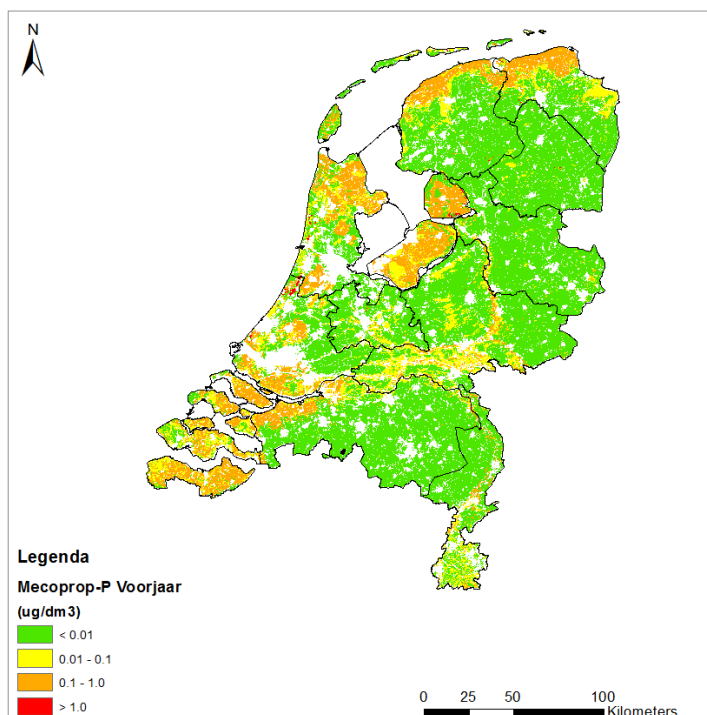 N
Legenda
Mecoprop-P Voorjaar
(ug/dm3)
< 0.01
0.01 - 0.1
0.1 - 1.0
> 1.0
0 25 50 100
Kilometers